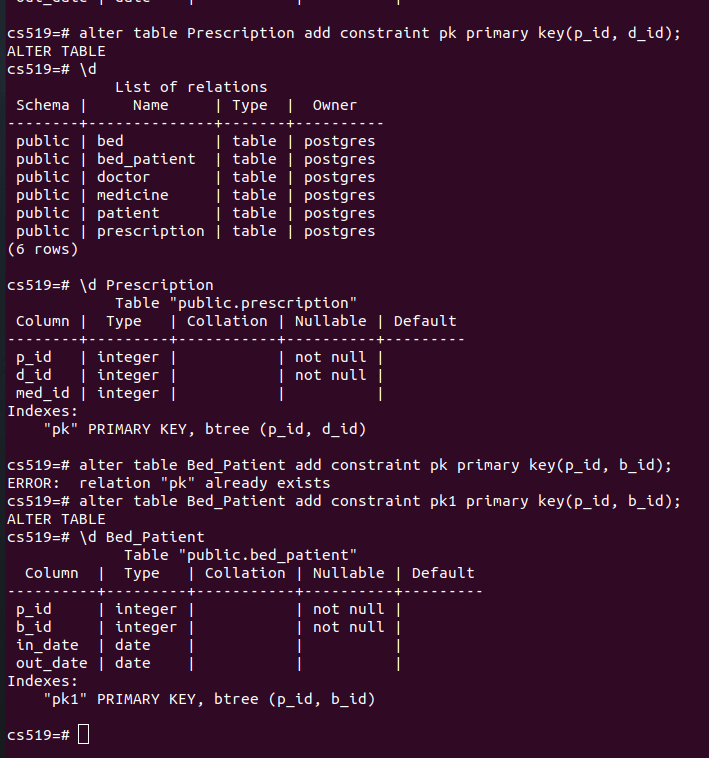 cs519=# alter table Prescription add constraint pk primary key(p_id, d_id);
ALTER TABLE
cs519=# \d
            List of relations
 Schema |     Name     | Type  |  Owner
--------+--------------+-------+----------
 public | bed          | table | postgres
 public | bed_patient  | table | postgres
 public | doctor       | table | postgres
 public | medicine     | table | postgres
 public | patient      | table | postgres
 public | prescription | table | postgres
(6 rows)

cs519=# \d Prescription
            Table "public.prescription"
 Column |  Type   | Collation | Nullable | Default
--------+---------+-----------+----------+---------
 p_id   | integer |           | not null |
 d_id   | integer |           | not null |
 med_id | integer |           |          |
Indexes:
    "pk" PRIMARY KEY, btree (p_id, d_id)

cs519=# alter table Bed_Patient add constraint pk primary key(p_id, b_id);
ERROR:  relation "pk" already exists
cs519=# alter table Bed_Patient add constraint pk1 primary key(p_id, b_id);
ALTER TABLE
cs519=# \d Bed_Patient
             Table "public.bed_patient"
  Column  |  Type   | Collation | Nullable | Default
----------+---------+-----------+----------+---------
 p_id     | integer |           | not null |
 b_id     | integer |           | not null |
 in_date  | date    |           |          |
 out_date | date    |           |          |
Indexes:
    "pk1" PRIMARY KEY, btree (p_id, b_id)

cs519=#